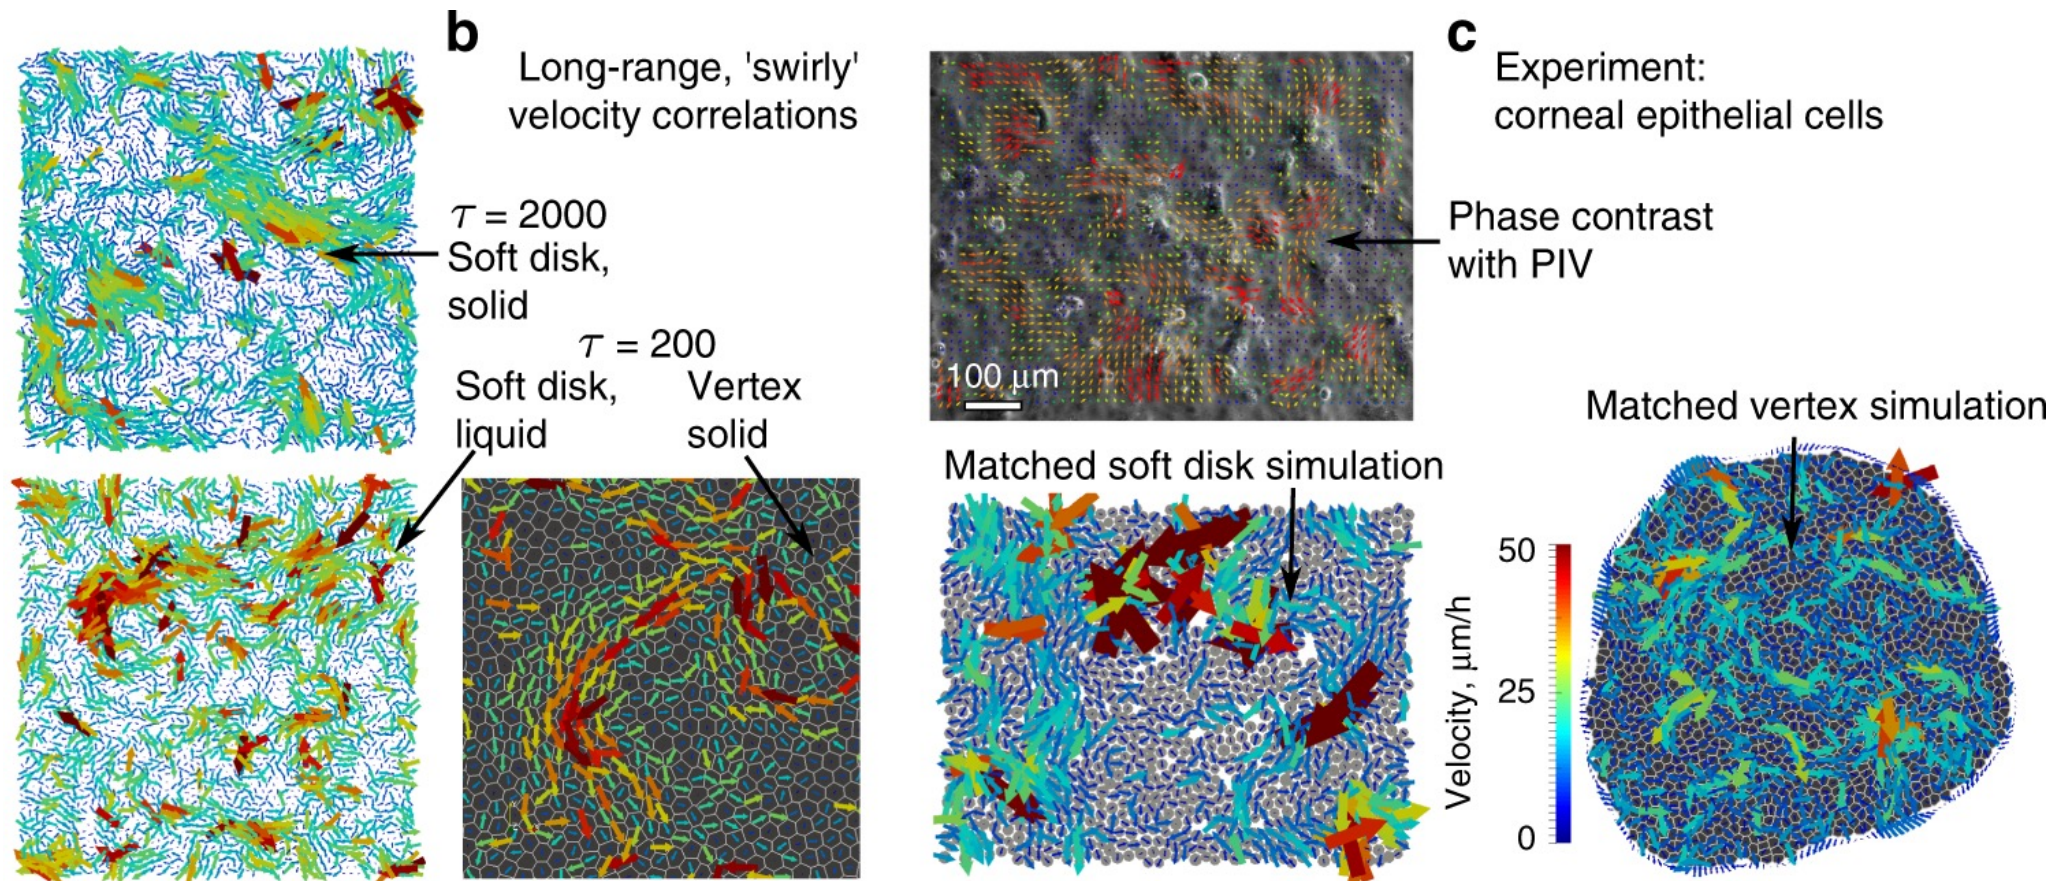 b
Long-range, 'swirly'
velocity correlations
τ = 2000
Soft disk,
solid
τ = 200
Soft disk,
liquid
Vertex
solid
c
Experiment:
corneal epithelial cells
Phase contrast
with PIV
100 μm
Matched soft disk simulation
Matched vertex simulation
50
25
0
Velocity, μm/h